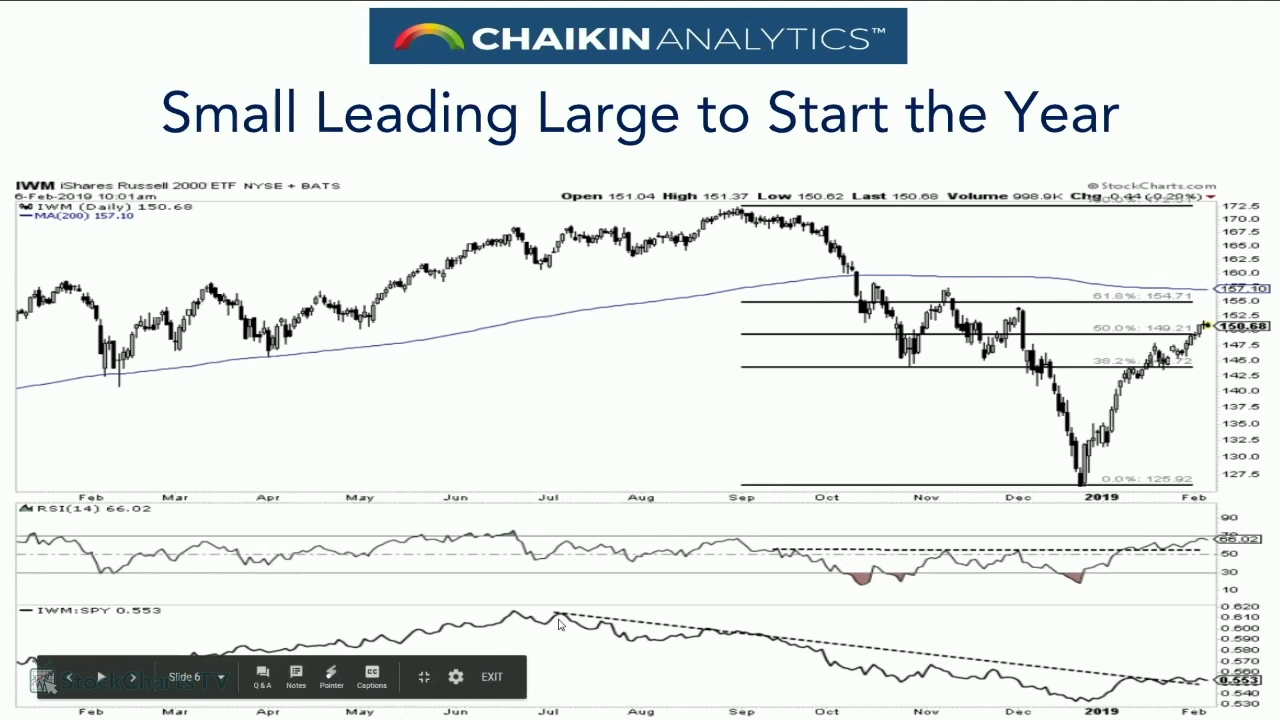 CHAIKIN ANALYTICS™
Small Leading Large to Start the Year
IWM iShares Russell 2000 ETF NYSE + BATS
© StockCharts.com
6-Feb-2019 10:01am
Open 151.04 High 151.37 Low 150.62 Last 150.68 Volume 998.9K Chg -0.44 (-0.29%)
IWM (Daily) 150.68
MA(200) 157.10
172.5
170.0
167.5
165.0
162.5
160.0
157.10
61.8%: 154.71
155.0
152.5
150.68
50.0%: 149.21
147.5
38.2%:
145.0
142.5
140.0
137.5
135.0
132.5
130.0
127.5
0.0%: 125.92
Feb Mar Apr May Jun Jul Aug Sep Oct Nov Dec 2019 Feb
RSI(14) 66.02
90
66.02
50
30
10
IWM:SPY 0.553
0.620
0.610
0.600
0.590
0.580
0.570
0.560
0.553
0.540
0.530
StockChartsTV
Slide 6
Q & A Notes Pointer Captions
EXIT
Feb Mar Apr May Jun Jul Aug Sep Oct Nov Dec 2019 Feb